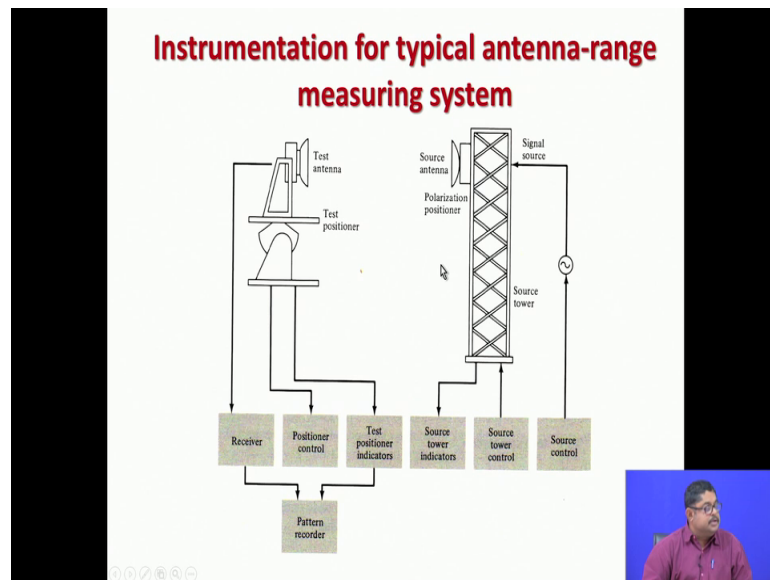 Instrumentation for typical antenna-range
measuring system
Test
antenna
Test
positioner
Source
antenna
Polarization
positioner
Signal
source
Source
tower
Receiver
Positioner
control
Test
positioner
indicators
Source
tower
indicators
Source
tower
control
Source
control
Pattern
recorder